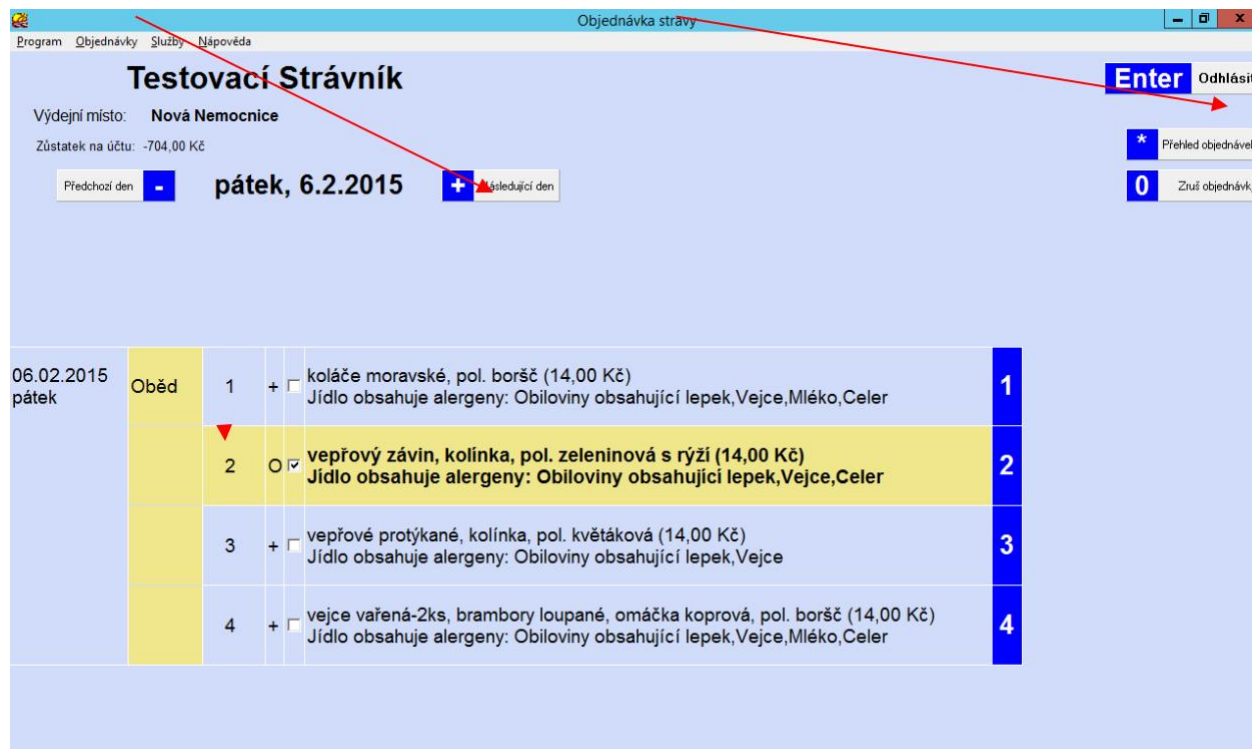 Objednávka stravy
Program Objednávky Služby Nápověda
Testovací Strávník
Enter Odhlásit
Výdejní místo: Nová Nemocnice
Zůstatek na účtu: -704,00 Kč
* Přehled objednávek
Předchozí den - pátek, 6.2.2015 + Následující den
0 Zruš objednávk
06.02.2015 Oběd 1 + koláče moravské, pol. boršč (14,00 Kč) 1
pátek Jídlo obsahuje alergeny: Obiloviny obsahující lepek,Vejce,Mléko,Celer
2 O vepřový závin, kolínka, pol. zeleninová s rýží (14,00 Kč) 2
Jídlo obsahuje alergeny: Obiloviny obsahující lepek,Vejce,Celer
3 + vepřové protýkané, kolínka, pol. květáková (14,00 Kč) 3
Jídlo obsahuje alergeny: Obiloviny obsahující lepek,Vejce
4 + vejce vařená-2ks, brambory loupané, omáčka koprová, pol. boršč (14,00 Kč) 4
Jídlo obsahuje alergeny: Obiloviny obsahující lepek,Vejce,Mléko,Celer